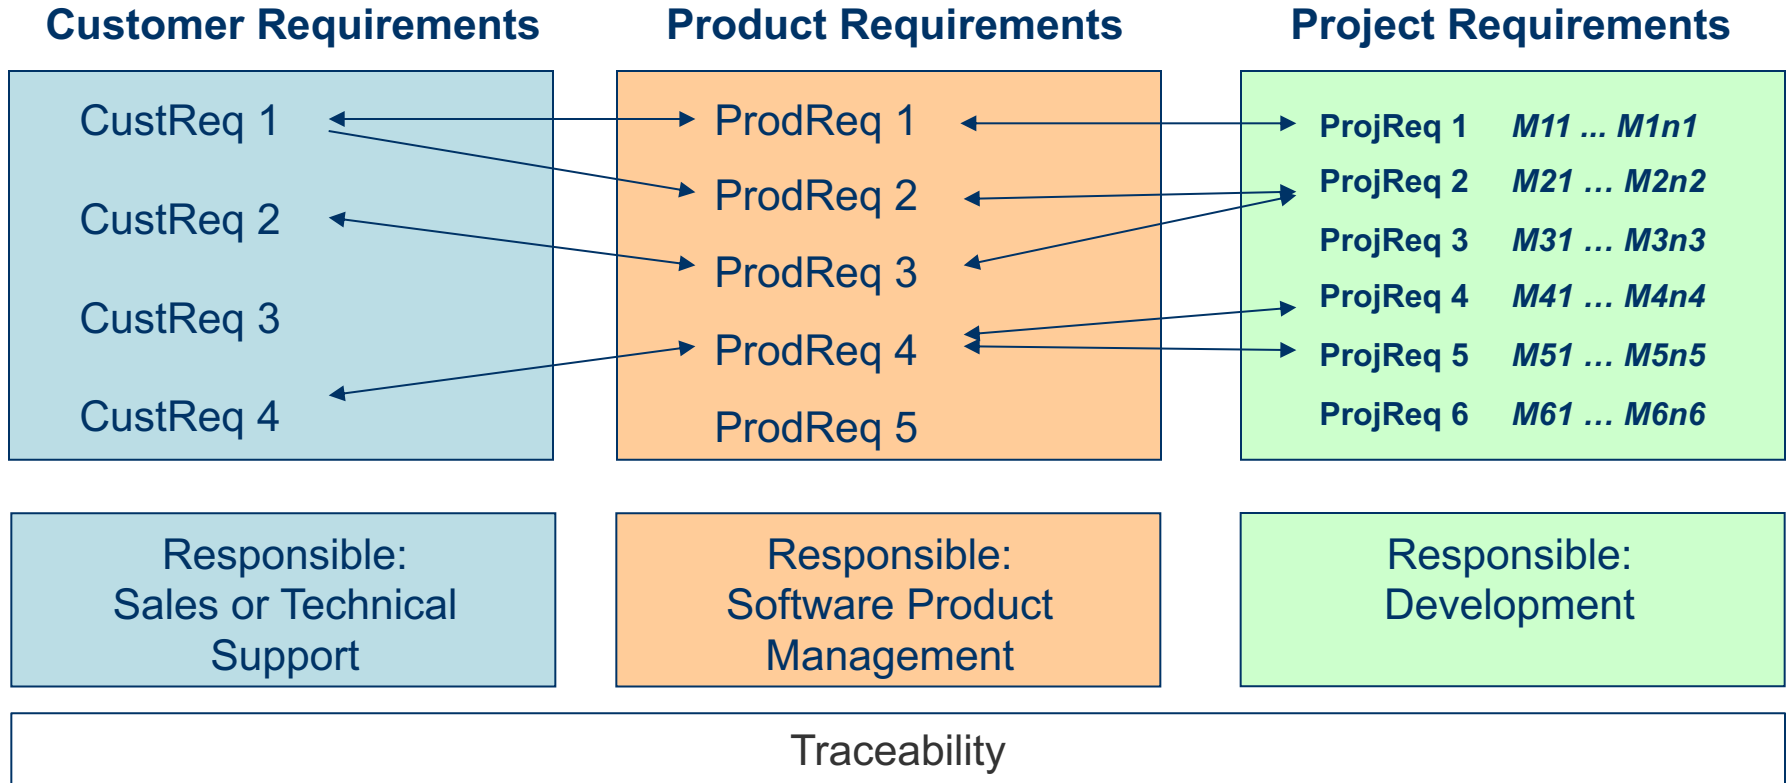 Customer Requirements
Product Requirements
Project Requirements
CustReq 1
CustReq 2
CustReq 3
CustReq 4
ProdReq 1
ProdReq 2
ProdReq 3
ProdReq 4
ProdReq 5
ProjReq 1 M11 ... M1n1
ProjReq 2 M21 … M2n2
ProjReq 3 M31 … M3n3
ProjReq 4 M41 … M4n4
ProjReq 5 M51 … M5n5
ProjReq 6 M61 … M6n6
Responsible:
Sales or Technical
Support
Responsible:
Software Product
Management
Responsible:
Development
Traceability